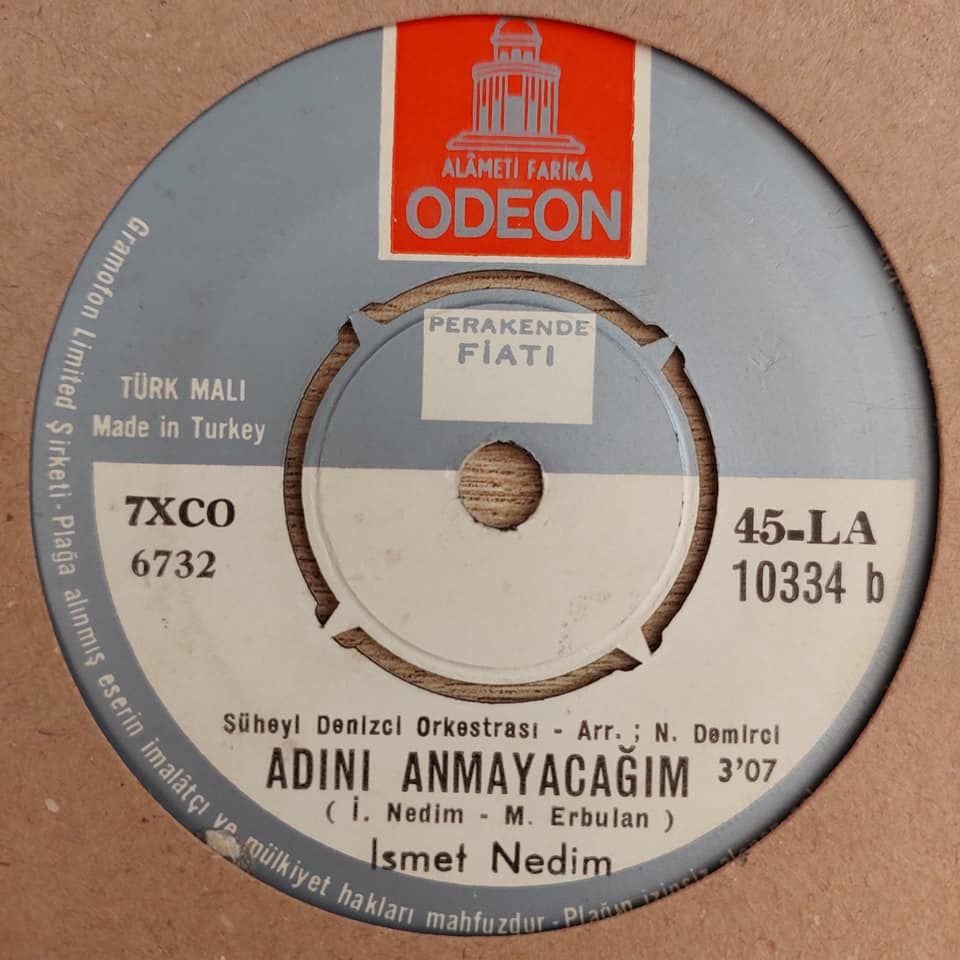 ALÂMETİ FARİKA
ODEON
PERAKENDE
FİATI
TÜRK MALI
Made in Turkey
7XCO
6732
45-LA
10334 b
Süheyl Denizci Orkestrası - Arr. ; N. Demirci
ADINI ANMAYACAĞIM 3'07
( İ. Nedim - M. Erbulan )
Ismet Nedim
Gramofon Limited Şirketi - Plağa alınmış eserin imalâtçı ve mülkiyet hakları mahfuzdur - Plağın izinsiz